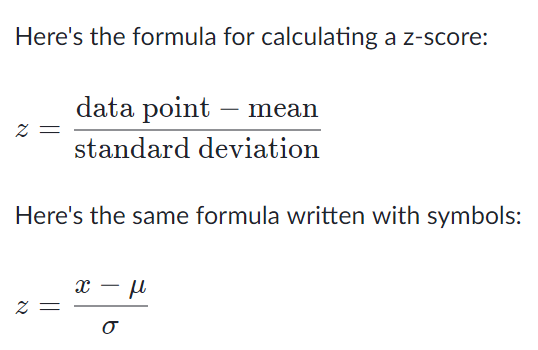 Here's the formula for calculating a z-score:
z = data point − mean / standard deviation
Here's the same formula written with symbols:
z = x − μ / σ